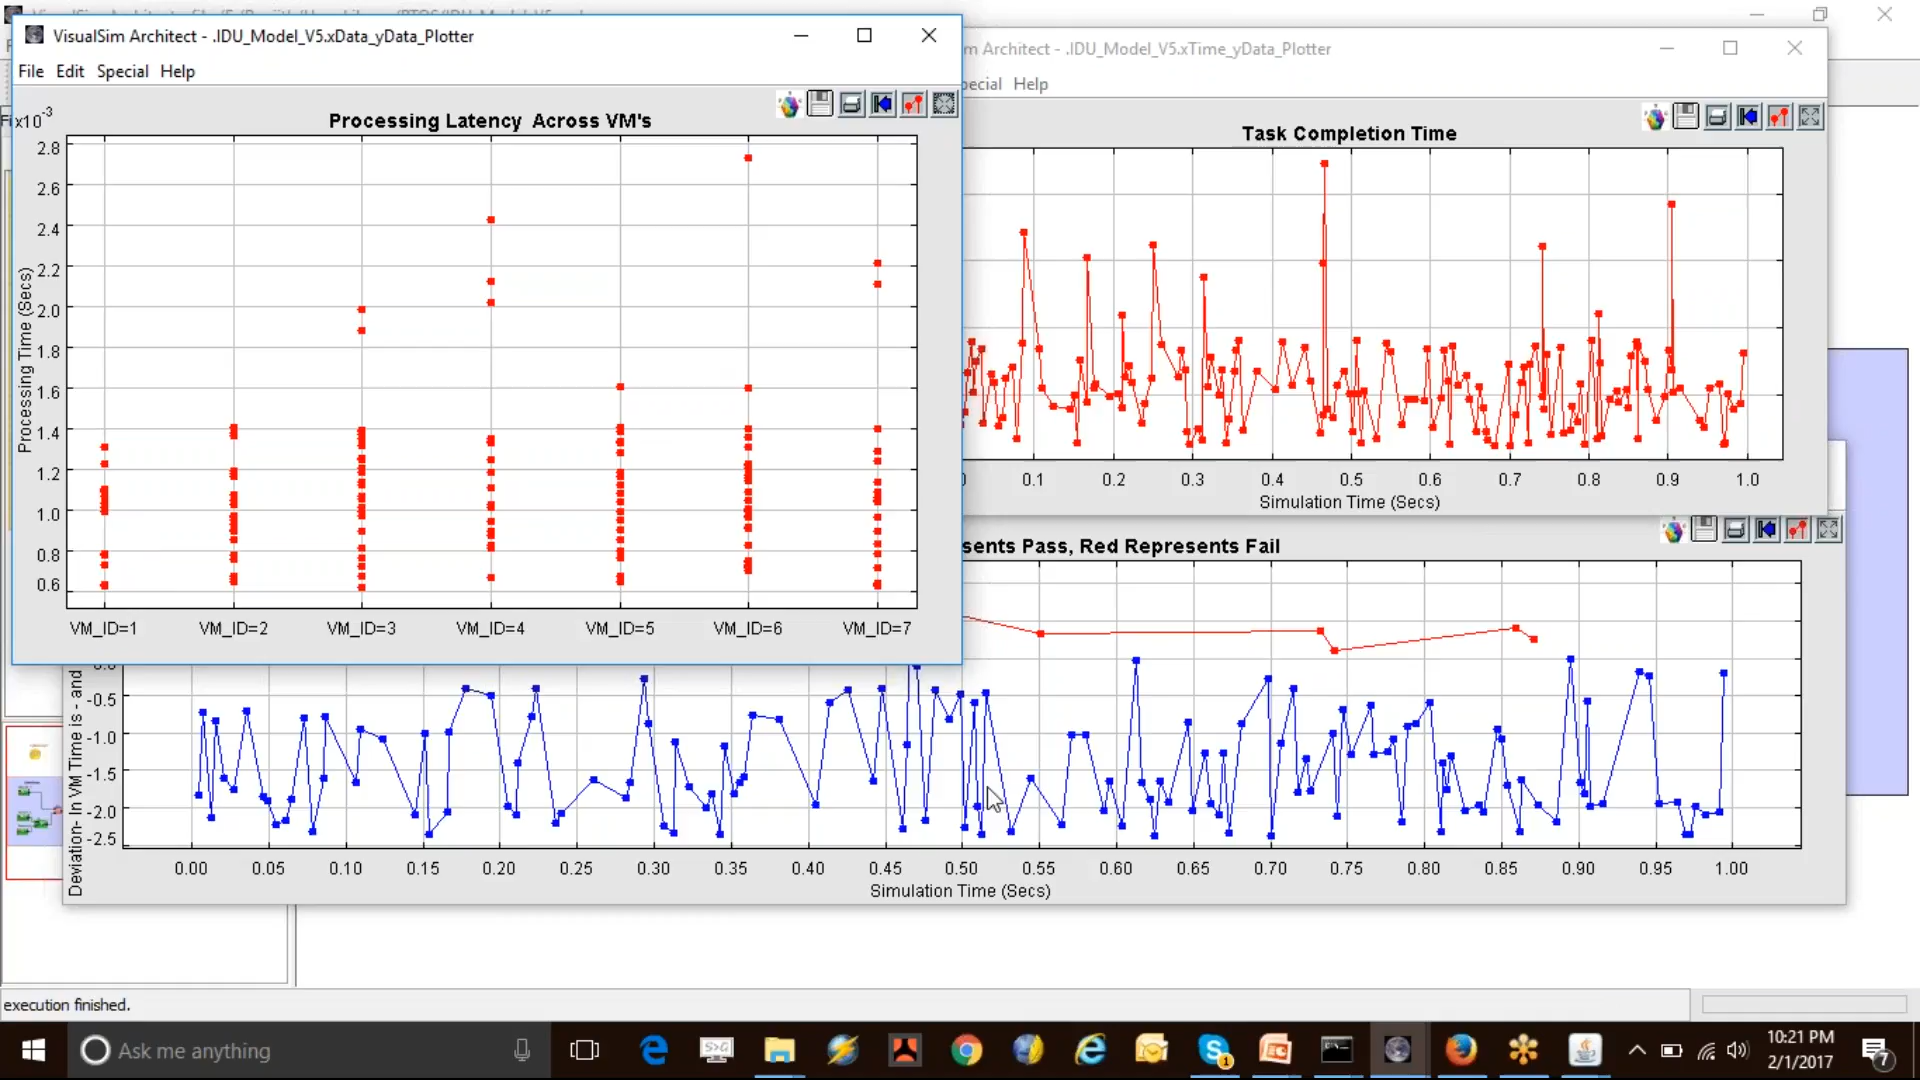 VisualSim Architect - .IDU_Model_V5.xData_yData_Plotter
File Edit Special Help
x10^-3
Processing Latency Across VM's
2.8
2.6
2.4
2.2
2.0
1.8
1.6
1.4
1.2
1.0
0.8
0.6
Processing Time (Secs)
VM_ID=1 VM_ID=2 VM_ID=3 VM_ID=4 VM_ID=5 VM_ID=6 VM_ID=7
m Architect - .IDU_Model_V5.xTime_yData_Plotter
pecial Help
Task Completion Time
0.1 0.2 0.3 0.4 0.5 0.6 0.7 0.8 0.9 1.0
Simulation Time (Secs)
sents Pass, Red Represents Fail
-0.5
-1.0
-1.5
-2.0
-2.5
Deviation- In VM Time is - and
0.00 0.05 0.10 0.15 0.20 0.25 0.30 0.35 0.40 0.45 0.50 0.55 0.60 0.65 0.70 0.75 0.80 0.85 0.90 0.95 1.00
Simulation Time (Secs)
execution finished.
Ask me anything
10:21 PM
2/1/2017
1
7